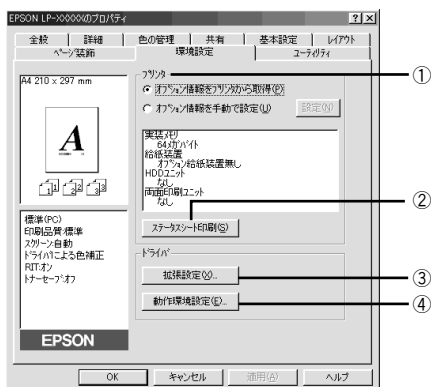 EPSON LP-XXXXXのプロパティ
全般 詳細 色の管理 共有 基本設定 レイアウト
ページ装飾 環境設定 ユーティリティ
A4 210 x 297 mm
A
1 1 2 2 3 3
標準(PC)
印刷品質:標準
スクリーン:自動
ドライバによる色補正
RIT:オン
トナーセーブ:オフ
EPSON
プリンタ
オプション情報をプリンタから取得(P)
オプション情報を手動で設定(U)
設定(N)
実装メモリ
64メガバイト
給紙装置
オプション給紙装置無し
HDDユニット
なし
両面印刷ユニット
なし
ステータスシート印刷(S)
ドライバ
拡張設定(X)...
動作環境設定(E)...
OK キャンセル 適用(A) ヘルプ
①
②
③
④